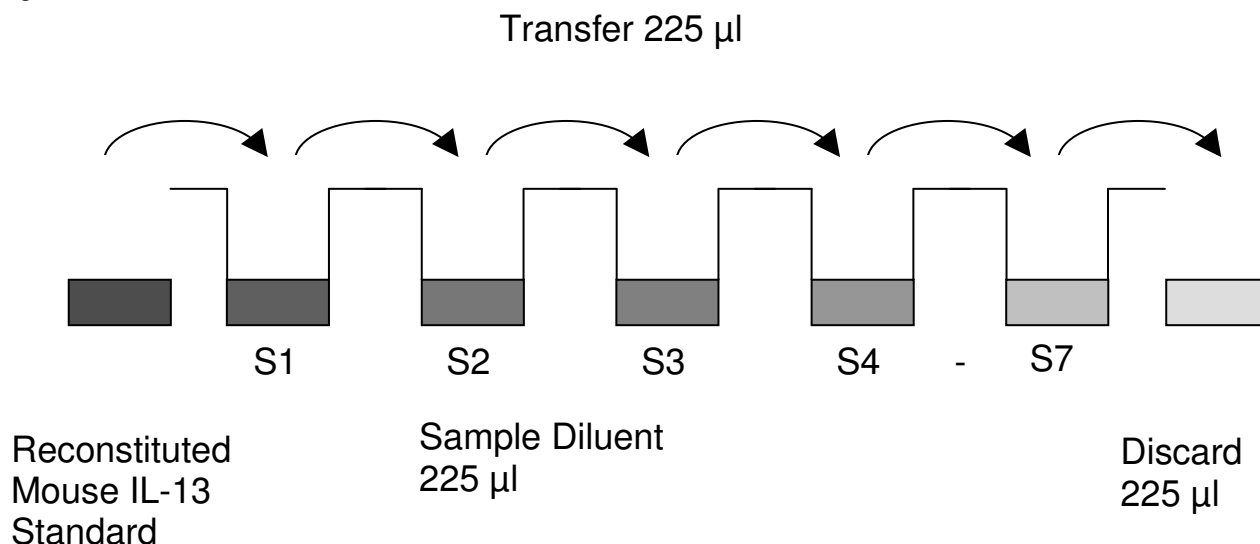 Transfer 225 µl
S1 S2 S3 S4 - S7
Reconstituted
Mouse IL-13
Standard
Sample Diluent
225 µl
Discard
225 µl